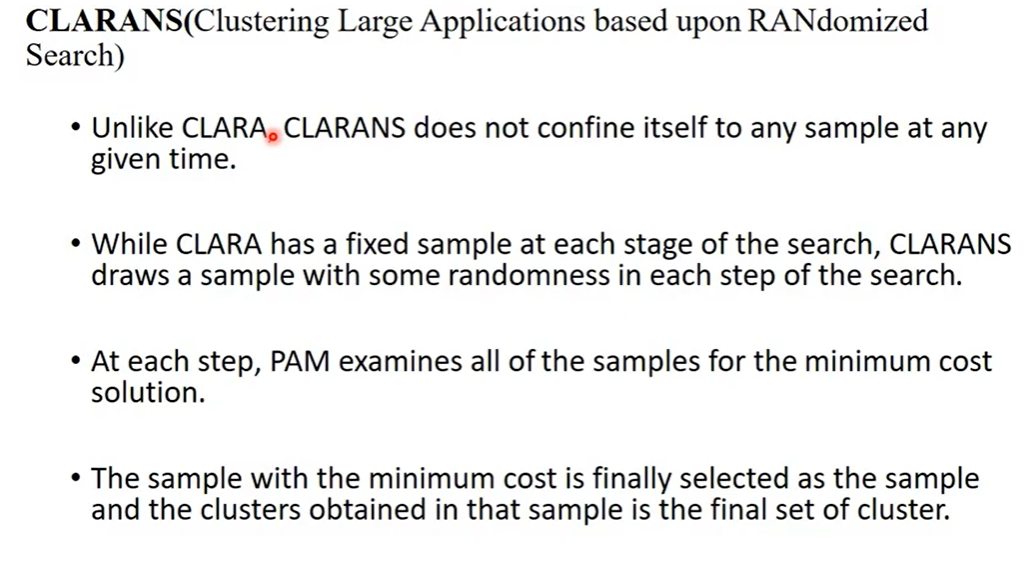 CLARANS(Clustering Large Applications based upon RANdomized
Search)
• Unlike CLARA, CLARANS does not confine itself to any sample at any
given time.
• While CLARA has a fixed sample at each stage of the search, CLARANS
draws a sample with some randomness in each step of the search.
• At each step, PAM examines all of the samples for the minimum cost
solution.
• The sample with the minimum cost is finally selected as the sample
and the clusters obtained in that sample is the final set of cluster.